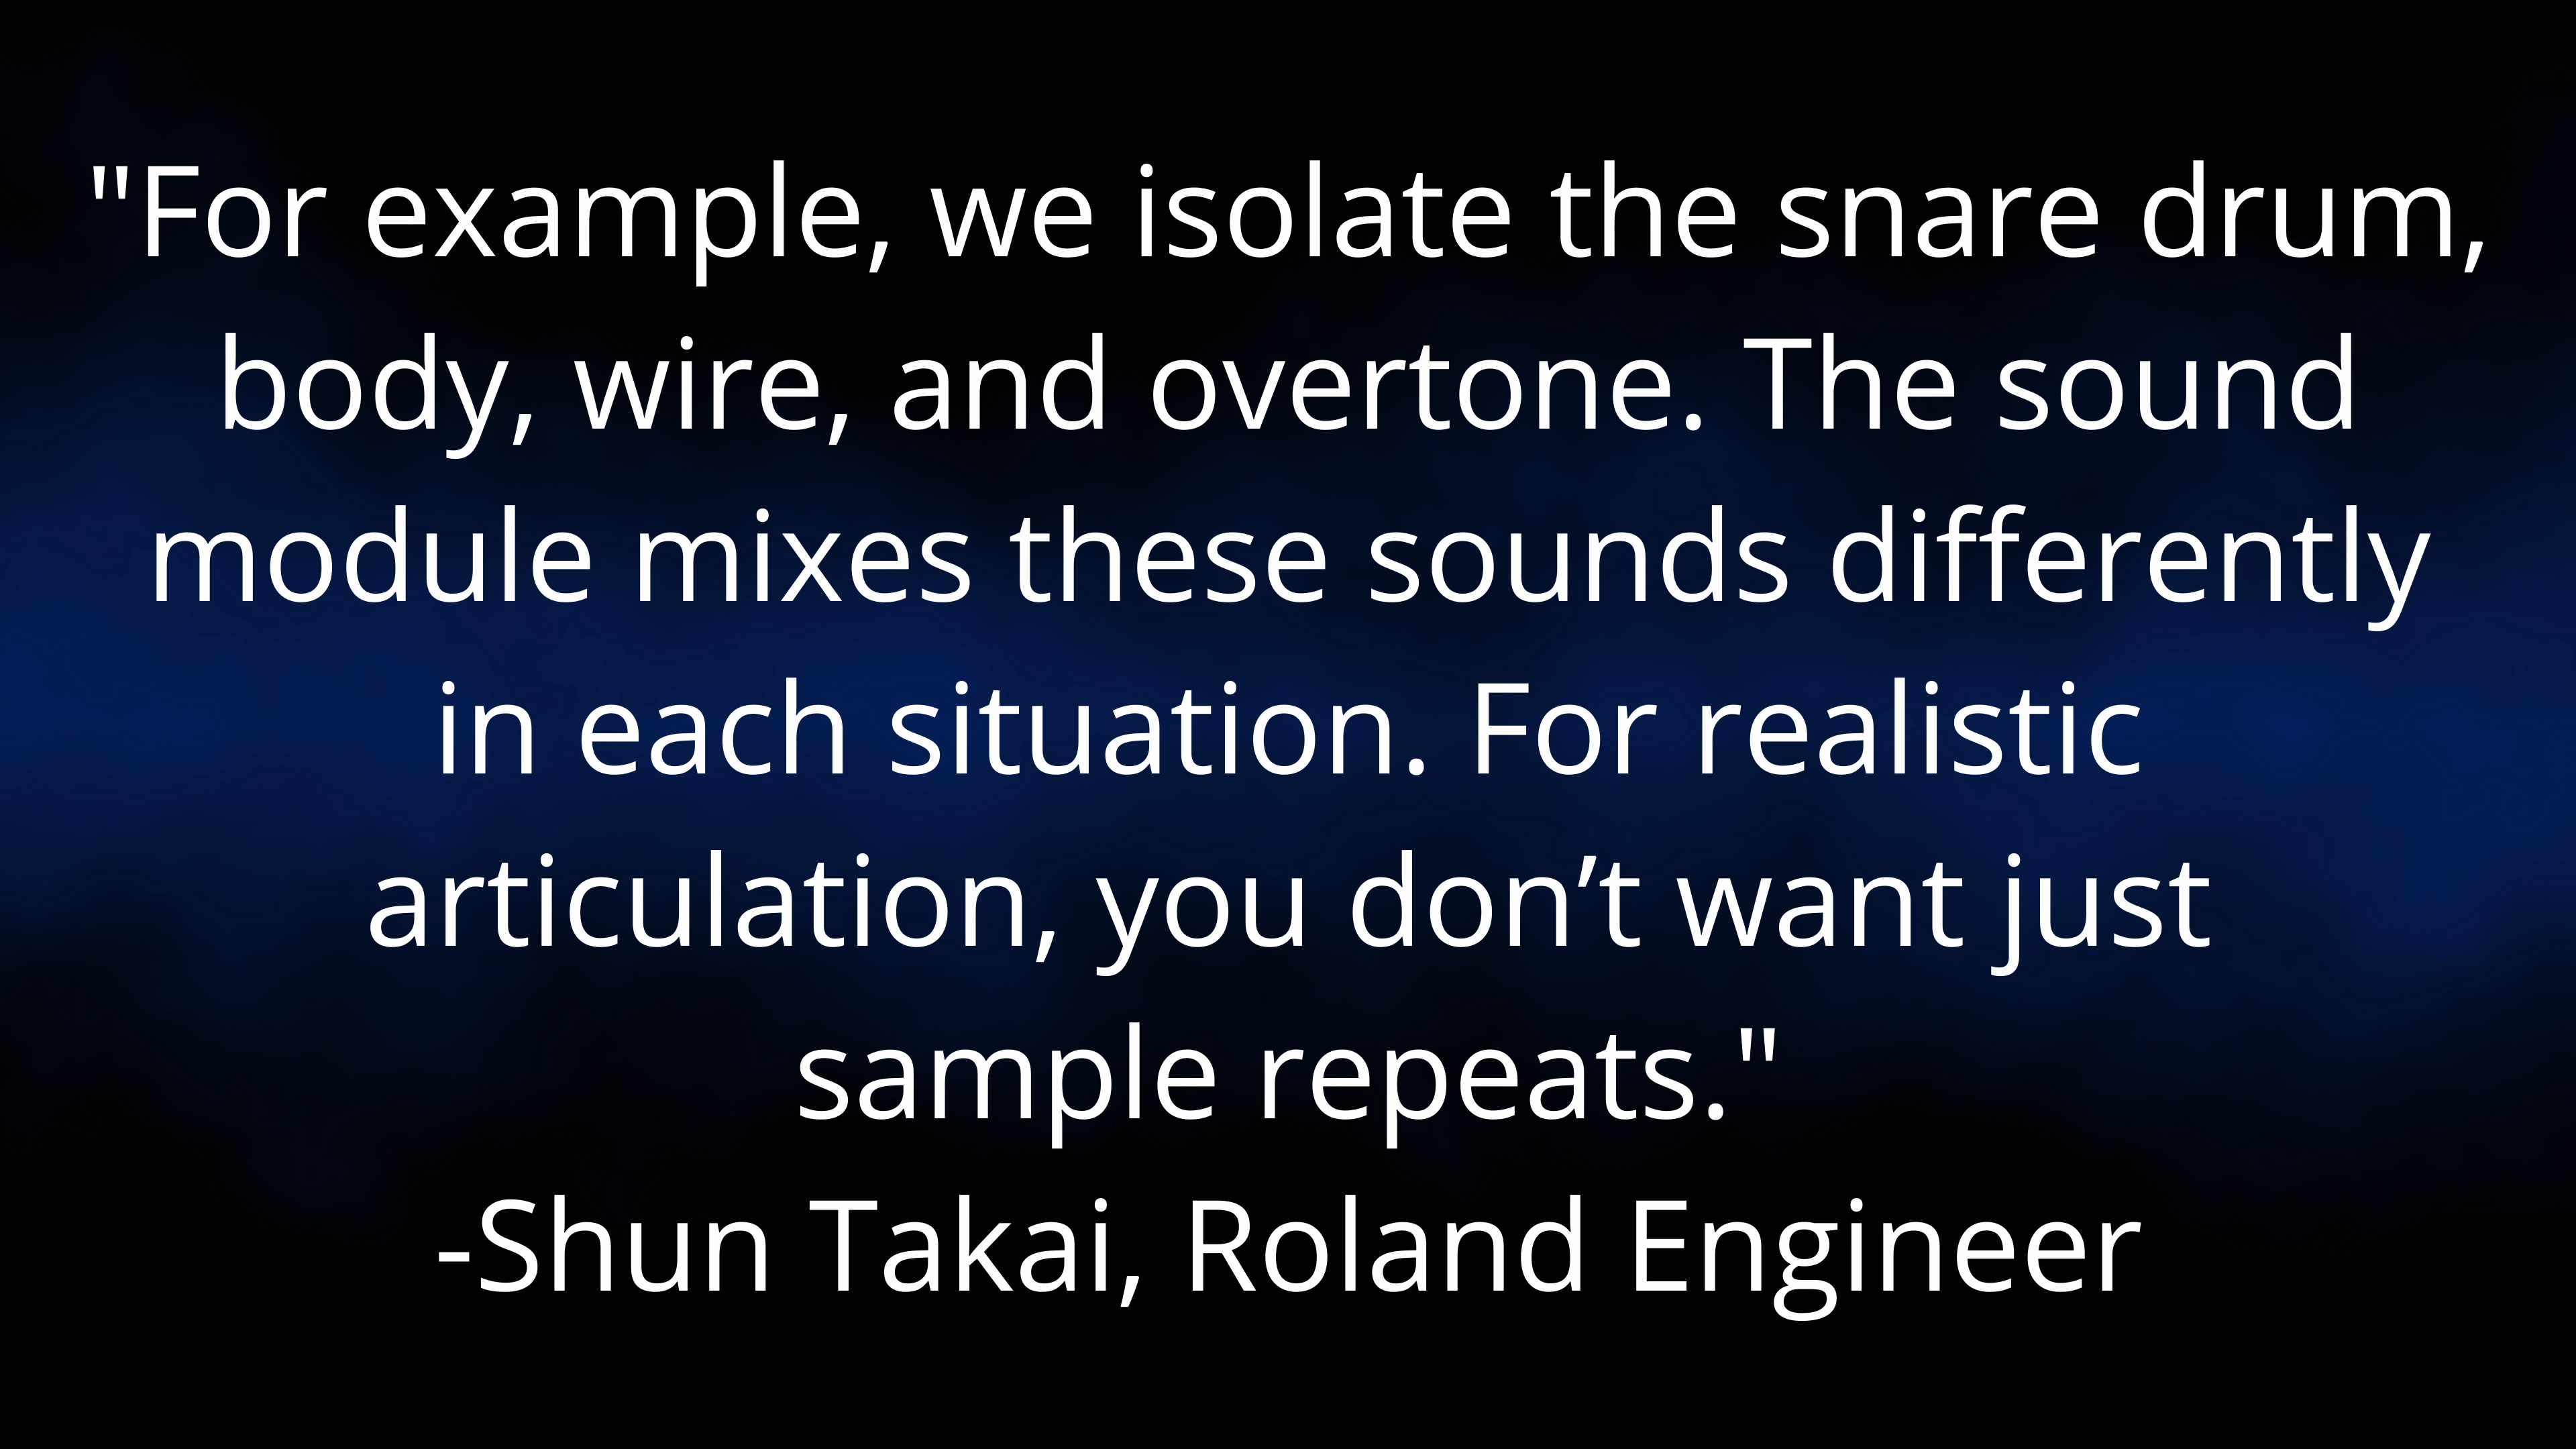 "For example, we isolate the snare drum,
body, wire, and overtone. The sound
module mixes these sounds differently
in each situation. For realistic
articulation, you don’t want just
sample repeats."
-Shun Takai, Roland Engineer